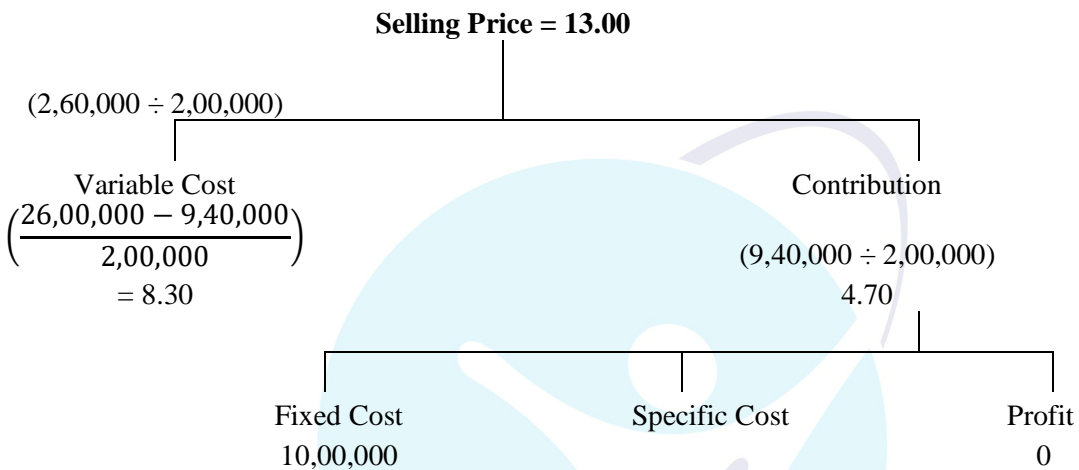 Selling Price = 13.00
(2,60,000 ÷ 2,00,000)
Variable Cost Contribution
(26,00,000 − 9,40,000 / 2,00,000)
(9,40,000 ÷ 2,00,000)
= 8.30 4.70
Fixed Cost Specific Cost Profit
10,00,000 0